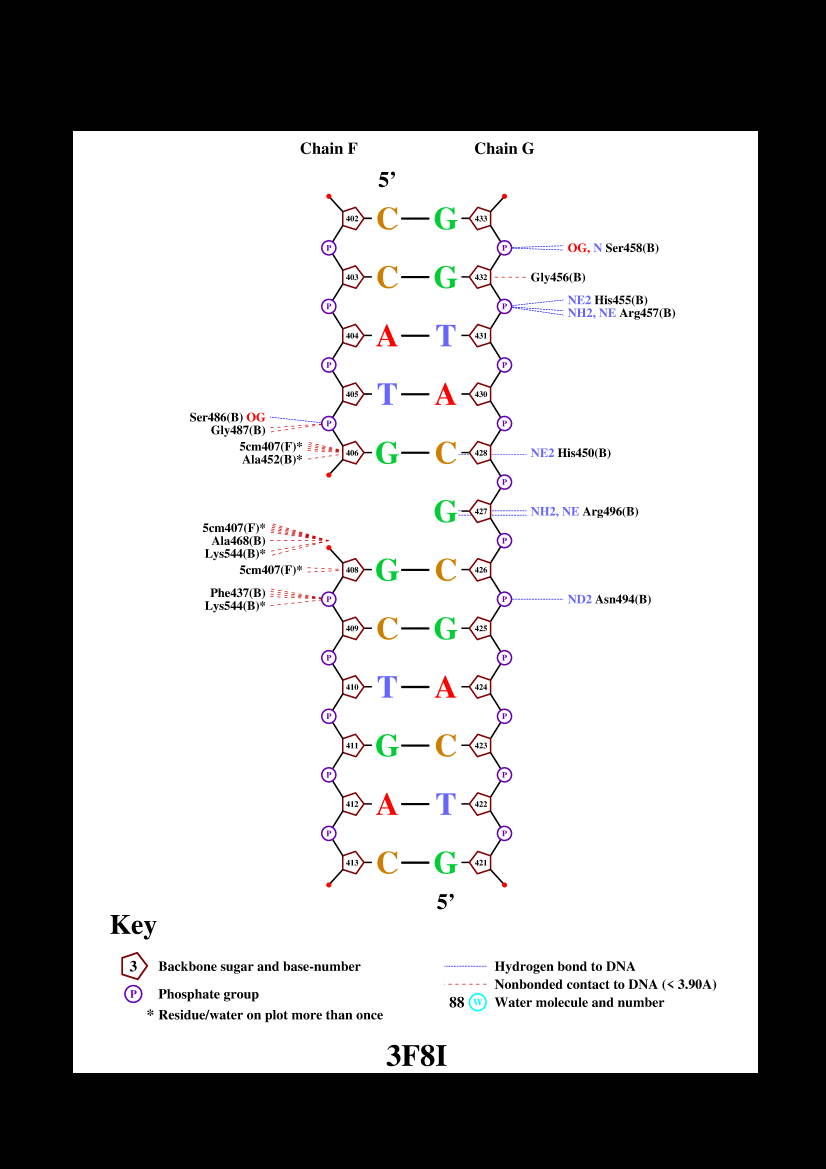 Chain F Chain G
5’
402 C G 433
P P OG, N Ser458(B)
403 C G 432 Gly456(B)
P P NE2 His455(B)
NH2, NE Arg457(B)
404 A T 431
P P
405 T A 430
Ser486(B) OG P P
Gly487(B)
5cm407(F)* 406 G C 428 NE2 His450(B)
Ala452(B)*
P
G 427 NH2, NE Arg496(B)
5cm407(F)*
Ala468(B) P
Lys544(B)*
5cm407(F)* 408 G C 426
Phe437(B) P P ND2 Asn494(B)
Lys544(B)*
409 C G 425
P P
410 T A 424
P P
411 G C 423
P P
412 A T 422
P P
413 C G 421
5’
Key
3 Backbone sugar and base-number
P Phosphate group
* Residue/water on plot more than once
Hydrogen bond to DNA
Nonbonded contact to DNA (< 3.90A)
88 W Water molecule and number
3F8I